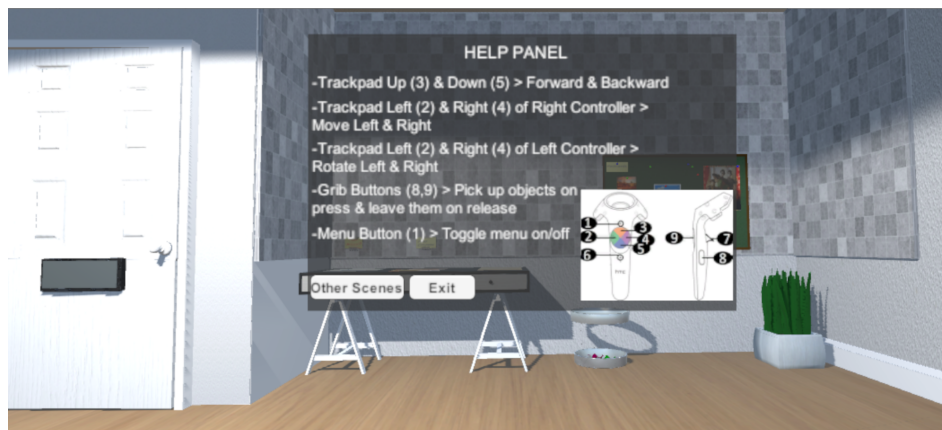 HELP PANEL
-Trackpad Up (3) & Down (5) > Forward & Backward
-Trackpad Left (2) & Right (4) of Right Controller >
Move Left & Right
-Trackpad Left (2) & Right (4) of Left Controller >
Rotate Left & Right
-Grib Buttons (8,9) > Pick up objects on
press & leave them on release
-Menu Button (1) > Toggle menu on/off
1
3
2
4
5
6
9
7
8
Other Scenes
Exit